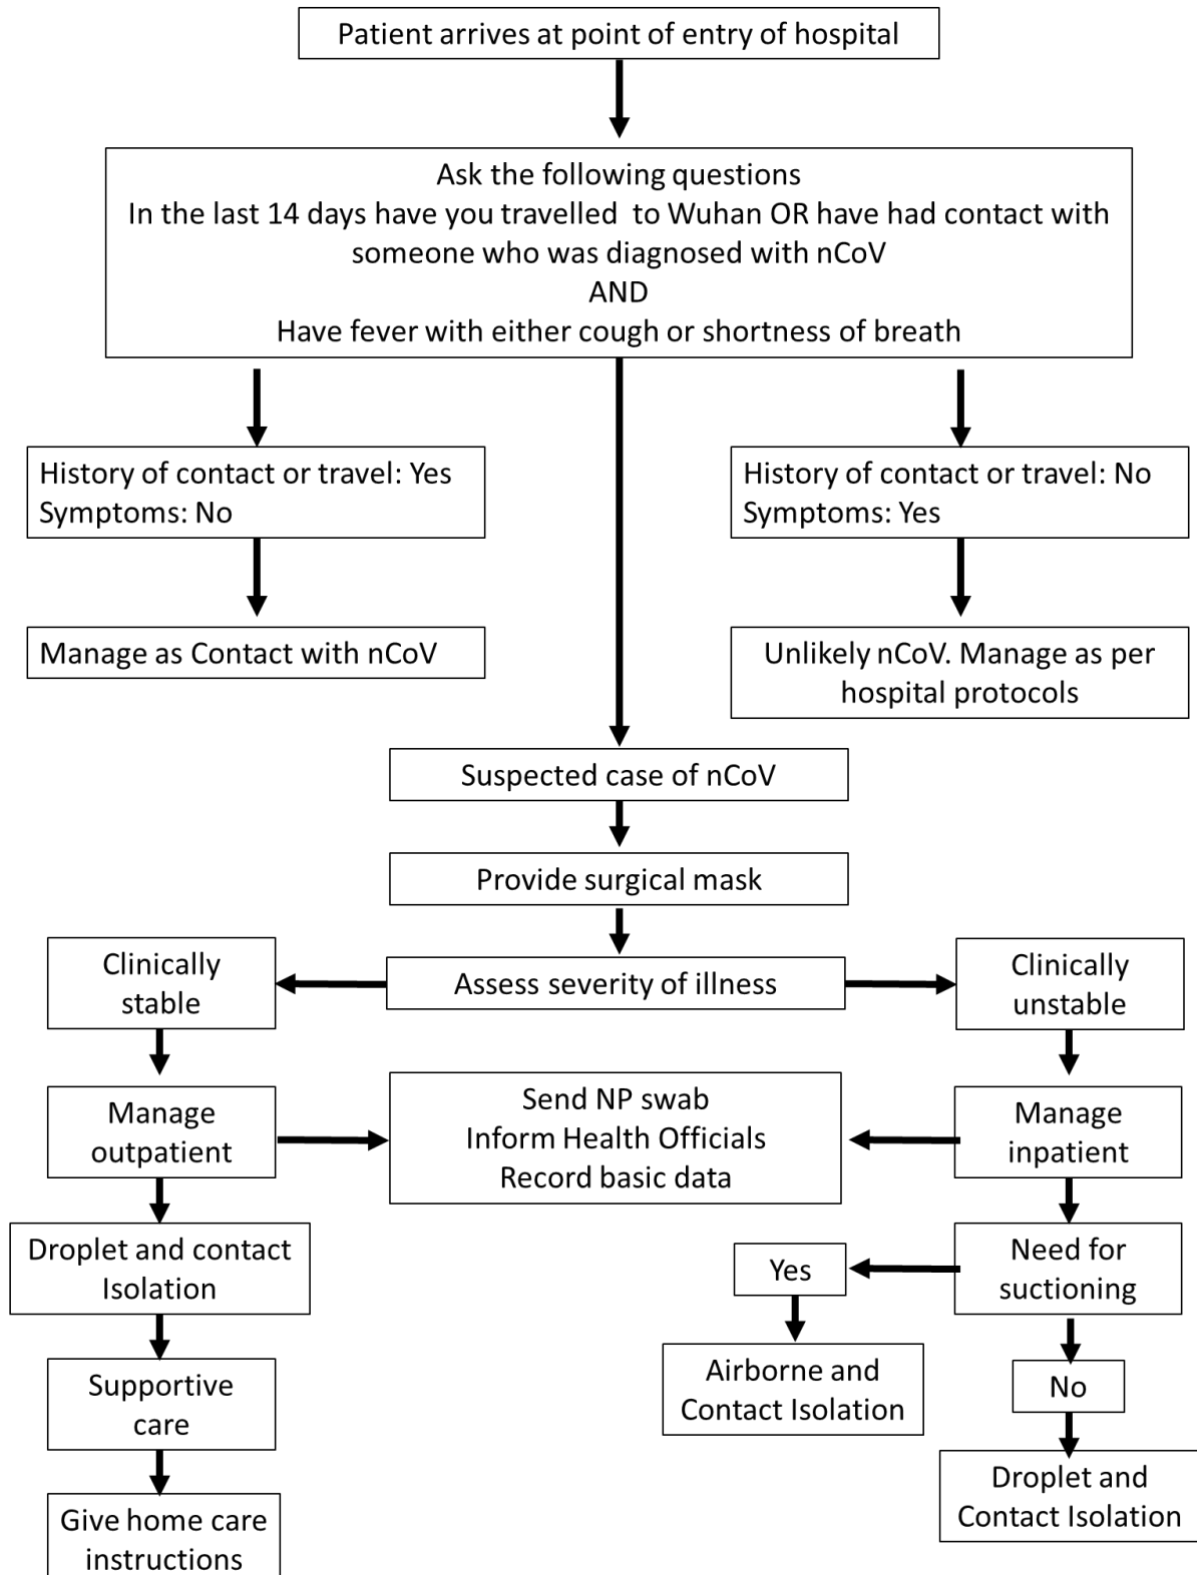 Patient arrives at point of entry of hospital
Ask the following questions
In the last 14 days have you travelled to Wuhan OR have had contact with
someone who was diagnosed with nCoV
AND
Have fever with either cough or shortness of breath
History of contact or travel: Yes
Symptoms: No
History of contact or travel: No
Symptoms: Yes
Manage as Contact with nCoV
Unlikely nCoV. Manage as per
hospital protocols
Suspected case of nCoV
Provide surgical mask
Assess severity of illness
Clinically
stable
Clinically
unstable
Manage
outpatient
Send NP swab
Inform Health Officials
Record basic data
Manage
inpatient
Droplet and contact
Isolation
Need for
suctioning
Yes
Airborne and
Contact Isolation
No
Supportive
care
Droplet and
Contact Isolation
Give home care
instructions